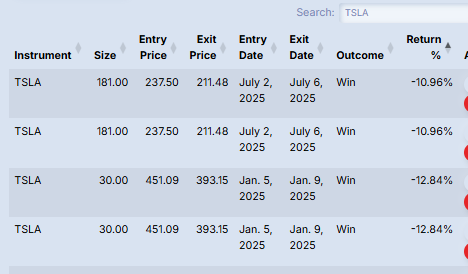 Search: TSLA
Instrument Size Entry Price Exit Price Entry Date Exit Date Outcome Return %
TSLA 181.00 237.50 211.48 July 2, 2025 July 6, 2025 Win -10.96%
TSLA 181.00 237.50 211.48 July 2, 2025 July 6, 2025 Win -10.96%
TSLA 30.00 451.09 393.15 Jan. 5, 2025 Jan. 9, 2025 Win -12.84%
TSLA 30.00 451.09 393.15 Jan. 5, 2025 Jan. 9, 2025 Win -12.84%